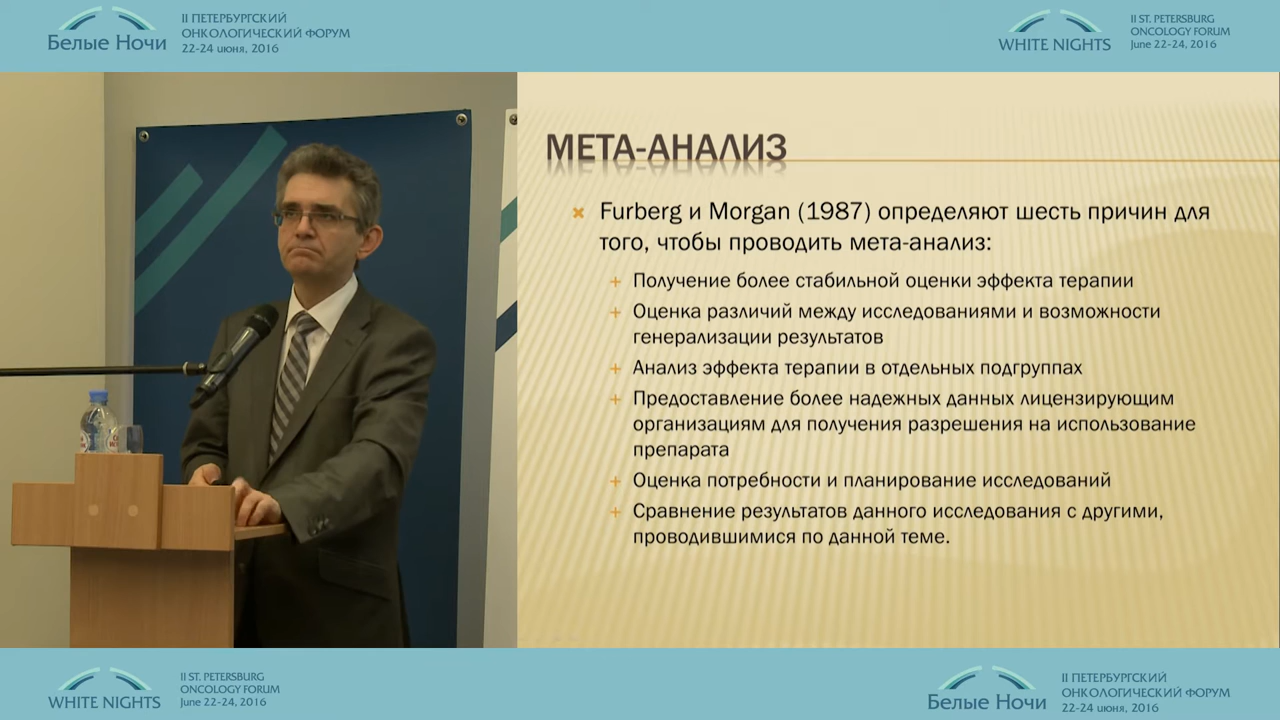 Белые Ночи
II ПЕТЕРБУРГСКИЙ
ОНКОЛОГИЧЕСКИЙ ФОРУМ
22-24 июня, 2016
WHITE NIGHTS
II ST. PETERSBURG
ONCOLOGY FORUM
June 22-24, 2016
МЕТА-АНАЛИЗ
Furberg и Morgan (1987) определяют шесть причин для
того, чтобы проводить мета-анализ:
Получение более стабильной оценки эффекта терапии
Оценка различий между исследованиями и возможности
генерализации результатов
Анализ эффекта терапии в отдельных подгруппах
Предоставление более надежных данных лицензирующим
организациям для получения разрешения на использование
препарата
Оценка потребности и планирование исследований
Сравнение результатов данного исследования с другими,
проводившимися по данной теме.
WHITE NIGHTS
II ST. PETERSBURG
ONCOLOGY FORUM
June 22-24, 2016
Белые Ночи
II ПЕТЕРБУРГСКИЙ
ОНКОЛОГИЧЕСКИЙ ФОРУМ
22-24 июня, 2016